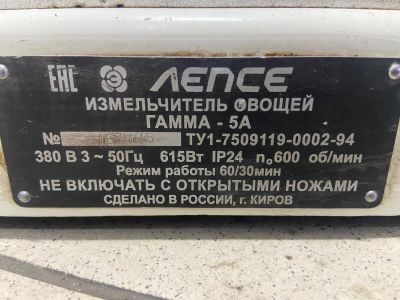 ЕАС ЛЕПСЕ
ИЗМЕЛЬЧИТЕЛЬ ОВОЩЕЙ
ГАММА - 5А
№ ТУ1-7509119-0002-94
380 В 3 ~ 50Гц 615Вт IP24 n₀600 об/мин
Режим работы 60/30мин
НЕ ВКЛЮЧАТЬ С ОТКРЫТЫМИ НОЖАМИ
СДЕЛАНО В РОССИИ, г. КИРОВ